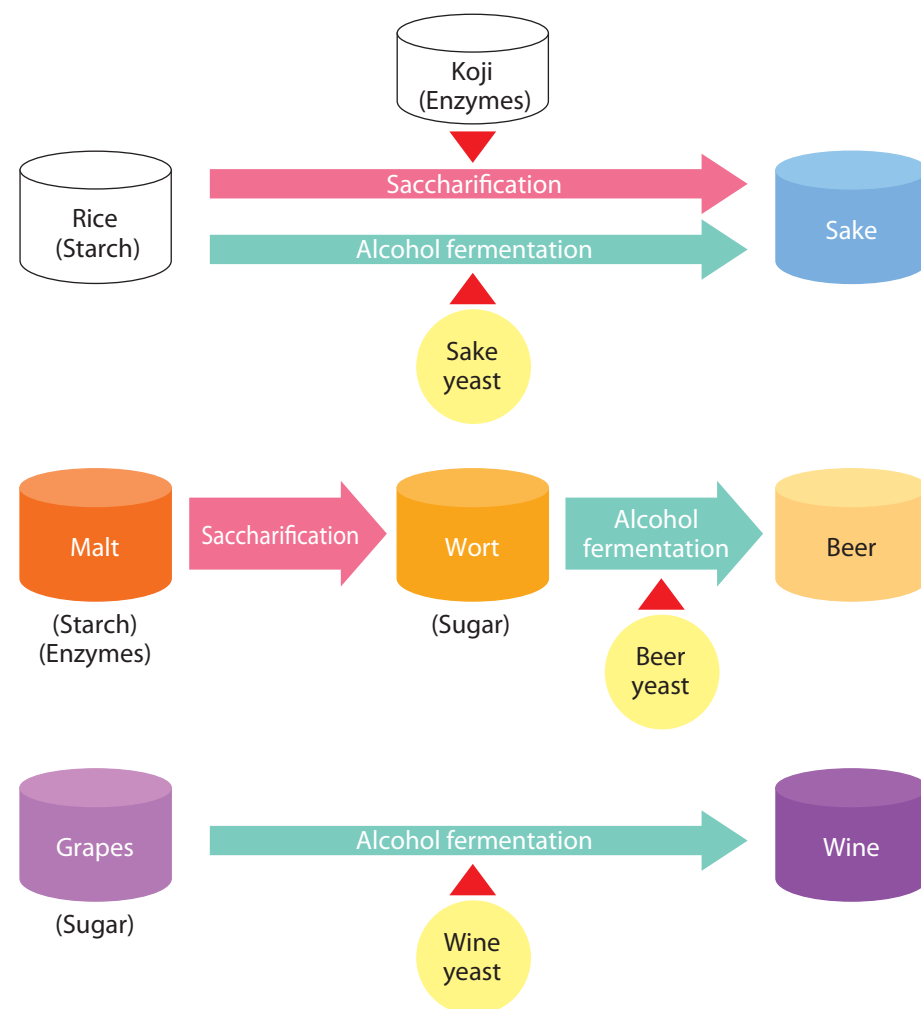 Koji
(Enzymes)
Rice
(Starch)
Saccharification
Alcohol fermentation
Sake
Sake
yeast
Malt
(Starch)
(Enzymes)
Saccharification
Wort
(Sugar)
Alcohol
fermentation
Beer
Beer
yeast
Grapes
(Sugar)
Alcohol fermentation
Wine
Wine
yeast